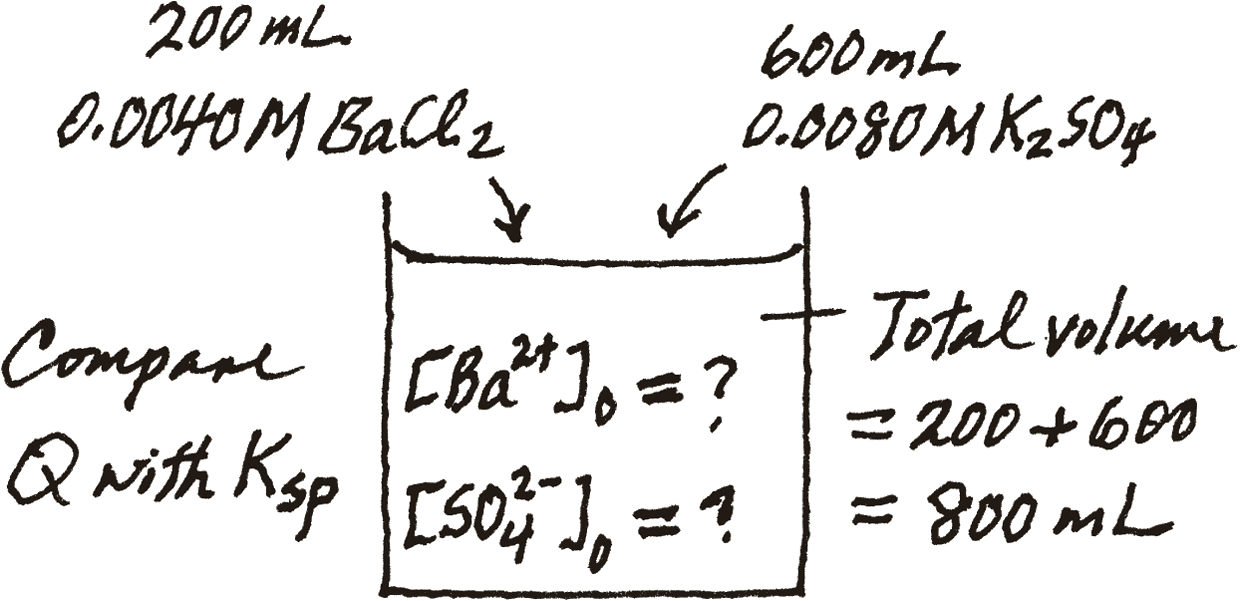 200 mL
0.0040 M BaCl₂
600 mL
0.0080 M K₂SO₄
Compare
Q with Ksp
[Ba²⁺]₀ = ?
[SO₄²⁻]₀ = ?
Total volume
= 200 + 600
= 800 mL